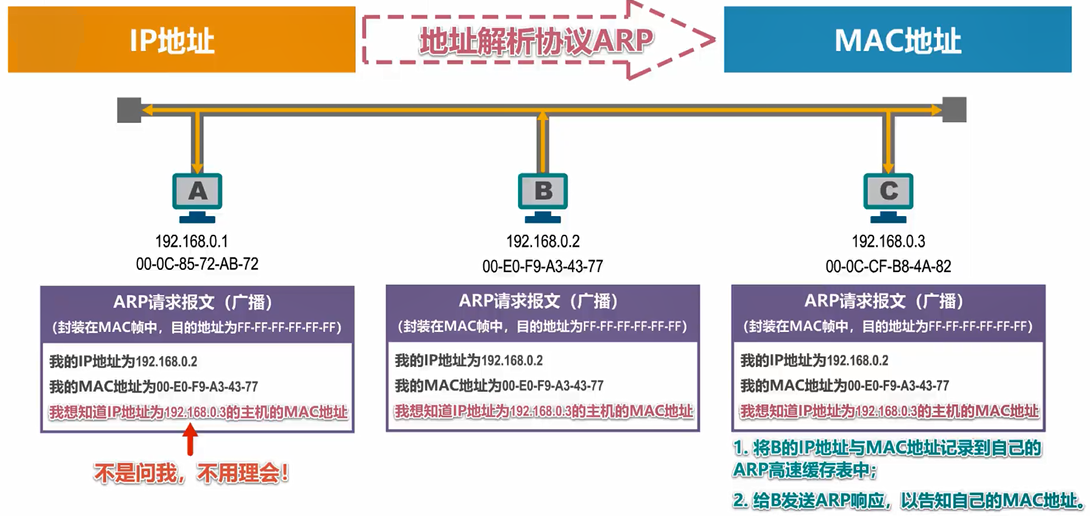 IP地址
地址解析协议ARP
MAC地址
A
B
C
192.168.0.1
00-0C-85-72-AB-72
192.168.0.2
00-E0-F9-A3-43-77
192.168.0.3
00-0C-CF-B8-4A-82
ARP请求报文（广播）
（封装在MAC帧中，目的地址为FF-FF-FF-FF-FF-FF）
我的IP地址为192.168.0.2
我的MAC地址为00-E0-F9-A3-43-77
我想知道IP地址为192.168.0.3的主机的MAC地址
不是问我，不用理会！
ARP请求报文（广播）
（封装在MAC帧中，目的地址为FF-FF-FF-FF-FF-FF）
我的IP地址为192.168.0.2
我的MAC地址为00-E0-F9-A3-43-77
我想知道IP地址为192.168.0.3的主机的MAC地址
ARP请求报文（广播）
（封装在MAC帧中，目的地址为FF-FF-FF-FF-FF-FF）
我的IP地址为192.168.0.2
我的MAC地址为00-E0-F9-A3-43-77
我想知道IP地址为192.168.0.3的主机的MAC地址
1. 将B的IP地址与MAC地址记录到自己的
ARP高速缓存表中；
2. 给B发送ARP响应，以告知自己的MAC地址。